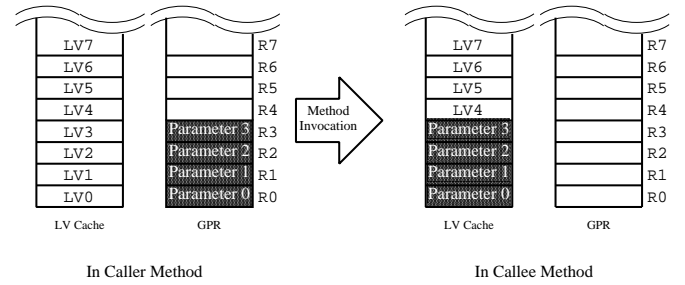 LV7 R7 LV7 R7
LV6 R6 LV6 R6
LV5 R5 LV5 R5
LV4 R4 LV4 R4
Method
Invocation
LV3 Parameter 3 R3 Parameter 3 R3
LV2 Parameter 2 R2 Parameter 2 R2
LV1 Parameter 1 R1 Parameter 1 R1
LV0 Parameter 0 R0 Parameter 0 R0
LV Cache GPR LV Cache GPR
In Caller Method In Callee Method